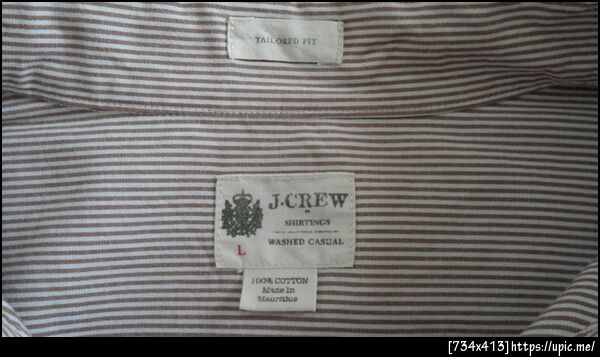 TAILORED FIT
J.CREW
SHIRTINGS
WASHED CASUAL
L
100% COTTON
Made in
Mauritius
[734x413]https://upic.me/